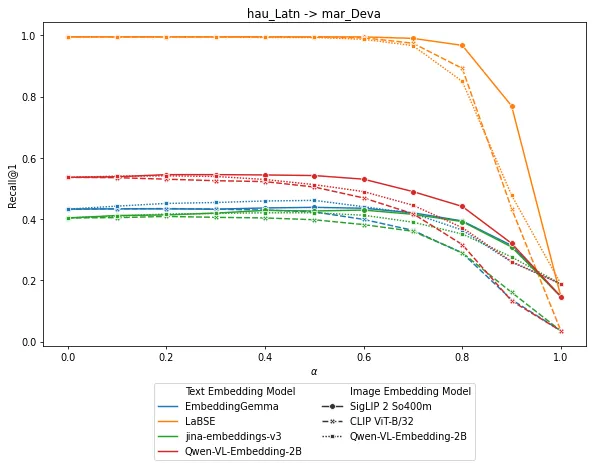 hau_Latn -> mar_Deva
Recall@1
1.0
0.8
0.6
0.4
0.2
0.0
0.0 0.2 0.4 0.6 0.8 1.0
α
Text Embedding Model
EmbeddingGemma
LaBSE
jina-embeddings-v3
Qwen-VL-Embedding-2B
Image Embedding Model
SigLIP 2 So400m
CLIP ViT-B/32
Qwen-VL-Embedding-2B